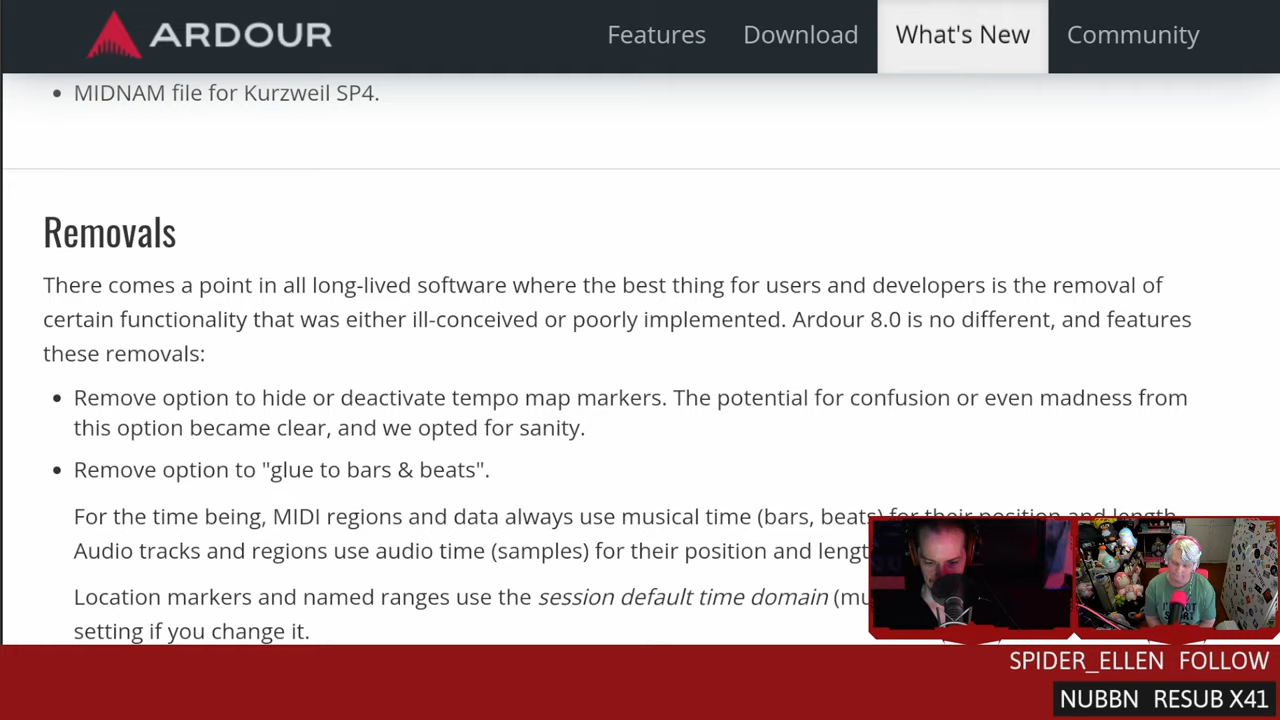 ARDOUR
Features
Download
What's New
Community
• MIDNAM file for Kurzweil SP4.
Removals
There comes a point in all long-lived software where the best thing for users and developers is the removal of
certain functionality that was either ill-conceived or poorly implemented. Ardour 8.0 is no different, and features
these removals:
• Remove option to hide or deactivate tempo map markers. The potential for confusion or even madness from
this option became clear, and we opted for sanity.
• Remove option to "glue to bars & beats".
For the time being, MIDI regions and data always use musical time (bars, beats) for their position and length.
Audio tracks and regions use audio time (samples) for their position and
Location markers and named ranges use the session default time domain
setting if you change it.
SPIDER_ELLEN FOLLOW
NUBBN RESUB X41